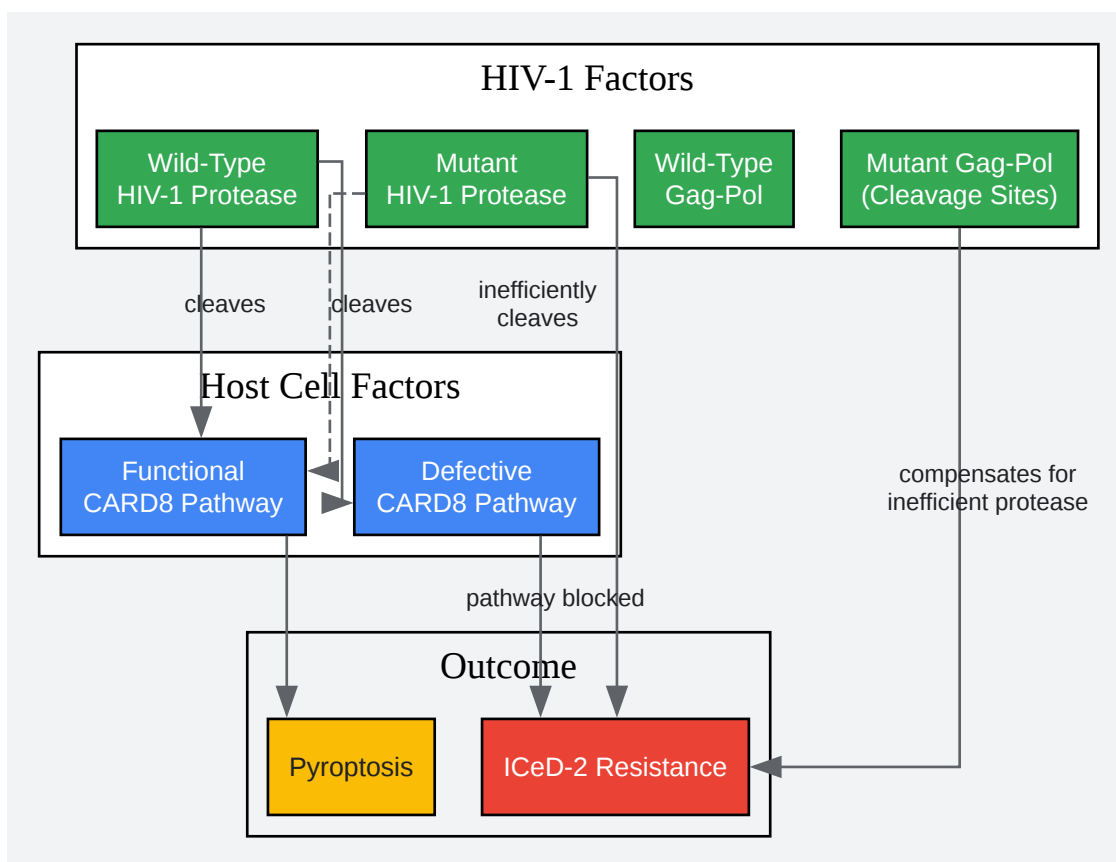 HIV-1 Factors
Wild-Type
HIV-1 Protease
Mutant
HIV-1 Protease
Wild-Type
Gag-Pol
Mutant Gag-Pol
(Cleavage Sites)
cleaves
cleaves
inefficiently
cleaves
Host Cell Factors
Functional
CARD8 Pathway
Defective
CARD8 Pathway
compensates for
inefficient protease
pathway blocked
Outcome
Pyroptosis
ICeD-2 Resistance